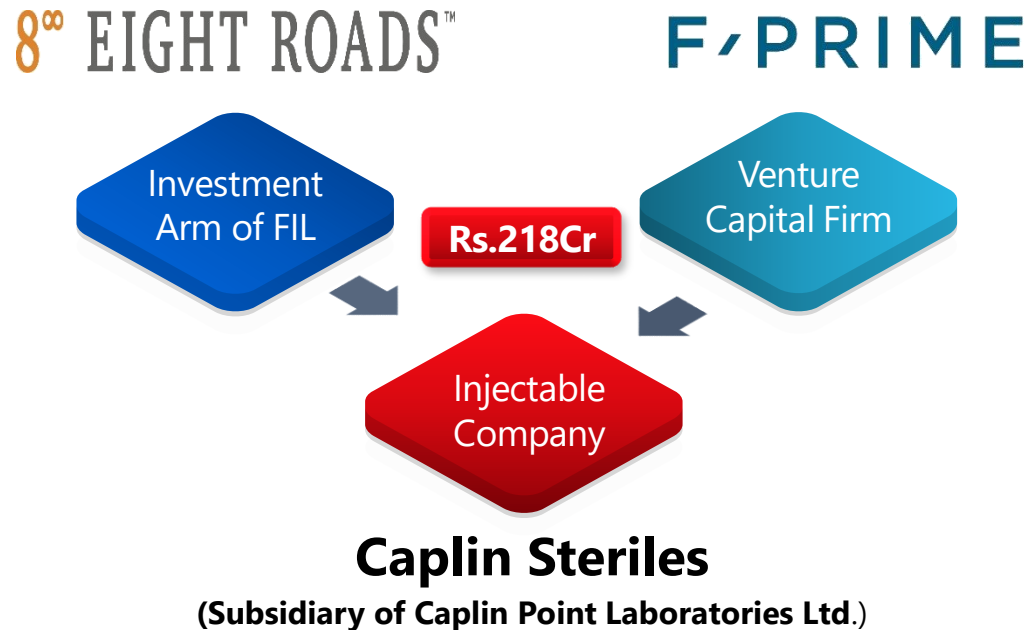 8∞ EIGHT ROADS™
F-PRIME
Investment
Arm of FIL
Venture
Capital Firm
Rs.218Cr
Injectable
Company
Caplin Steriles
(Subsidiary of Caplin Point Laboratories Ltd.)